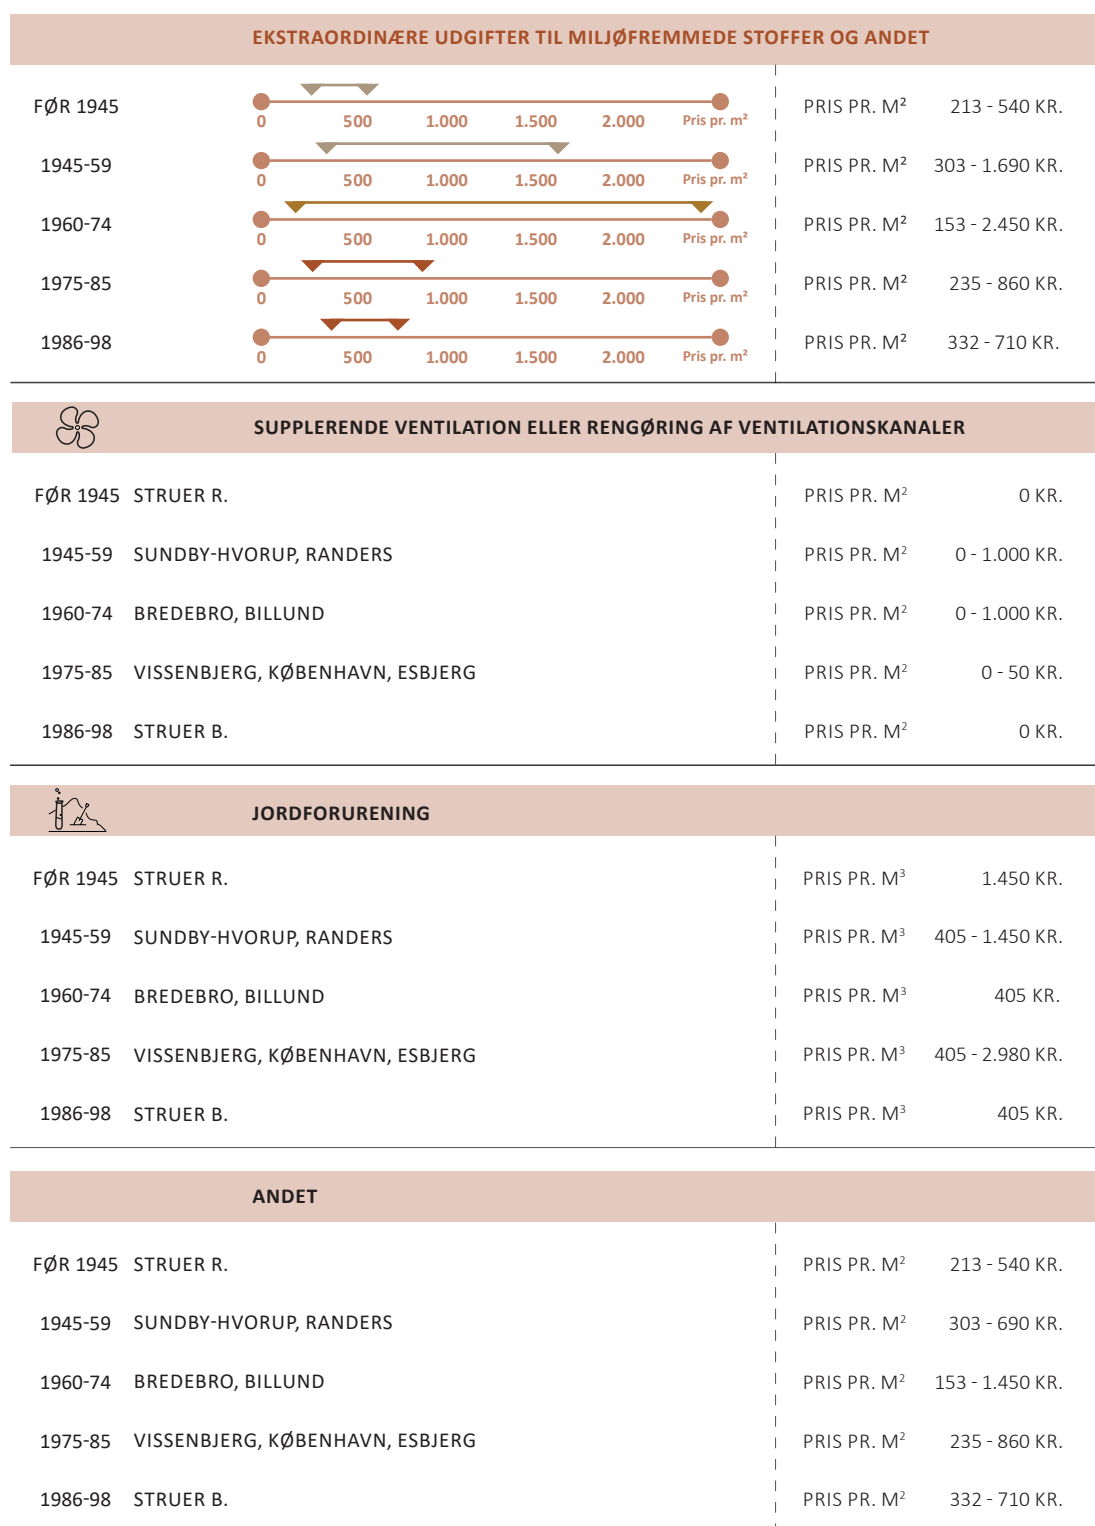 EKSTRAORDINÆRE UDGIFTER TIL MILJØFREMMEDE STOFFER OG ANDET
FØR 1945 0 500 1.000 1.500 2.000 Pris pr. m² PRIS PR. M² 213 - 540 KR.
1945-59 0 500 1.000 1.500 2.000 Pris pr. m² PRIS PR. M² 303 - 1.690 KR.
1960-74 0 500 1.000 1.500 2.000 Pris pr. m² PRIS PR. M² 153 - 2.450 KR.
1975-85 0 500 1.000 1.500 2.000 Pris pr. m² PRIS PR. M² 235 - 860 KR.
1986-98 0 500 1.000 1.500 2.000 Pris pr. m² PRIS PR. M² 332 - 710 KR.
SUPPLERENDE VENTILATION ELLER RENGØRING AF VENTILATIONSKANALER
FØR 1945 STRUER R. PRIS PR. M² 0 KR.
1945-59 SUNDBY-HVORUP, RANDERS PRIS PR. M² 0 - 1.000 KR.
1960-74 BREDEBRO, BILLUND PRIS PR. M² 0 - 1.000 KR.
1975-85 VISSENBJERG, KØBENHAVN, ESBJERG PRIS PR. M² 0 - 50 KR.
1986-98 STRUER B. PRIS PR. M² 0 KR.
JORDFORURENING
FØR 1945 STRUER R. PRIS PR. M³ 1.450 KR.
1945-59 SUNDBY-HVORUP, RANDERS PRIS PR. M³ 405 - 1.450 KR.
1960-74 BREDEBRO, BILLUND PRIS PR. M³ 405 KR.
1975-85 VISSENBJERG, KØBENHAVN, ESBJERG PRIS PR. M³ 405 - 2.980 KR.
1986-98 STRUER B. PRIS PR. M³ 405 KR.
ANDET
FØR 1945 STRUER R. PRIS PR. M² 213 - 540 KR.
1945-59 SUNDBY-HVORUP, RANDERS PRIS PR. M² 303 - 690 KR.
1960-74 BREDEBRO, BILLUND PRIS PR. M² 153 - 1.450 KR.
1975-85 VISSENBJERG, KØBENHAVN, ESBJERG PRIS PR. M² 235 - 860 KR.
1986-98 STRUER B. PRIS PR. M² 332 - 710 KR.